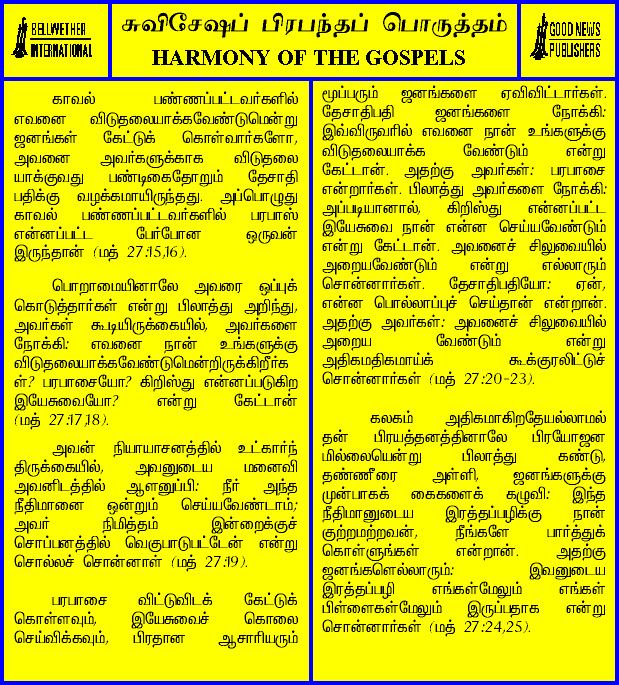 BELLWETHER
INTERNATIONAL
சுவிசேஷப் பிரபந்தப் பொருத்தம்
HARMONY OF THE GOSPELS
GOOD NEWS
PUBLISHERS
காவல் பண்ணப்பட்டவர்களில்
எவனை விடுதலையாக்கவேண்டுமென்று
ஜனங்கள் கேட்டுக் கொள்வார்களோ,
அவனை அவர்களுக்காக விடுதலை
யாக்குவது பண்டிகைதோறும் தேசாதி
பதிக்கு வழக்கமாயிருந்தது. அப்பொழுது
காவல் பண்ணப்பட்டவர்களில் பரபாஸ்
என்னப்பட்ட பேர்போன ஒருவன்
இருந்தான் (மத் 27:15,16).
பொறாமையினாலே அவரை ஒப்புக்
கொடுத்தார்கள் என்று பிலாத்து அறிந்து,
அவர்கள் கூடியிருக்கையில், அவர்களை
நோக்கி: எவனை நான் உங்களுக்கு
விடுதலையாக்கவேண்டுமென்றிருக்கிறீர்க
ள்? பரபாசையோ? கிறிஸ்து என்னப்படுகிற
இயேசுவையோ? என்று கேட்டான்
(மத் 27:17,18).
அவன் நியாயாசனத்தில் உட்கார்ந்
திருக்கையில், அவனுடைய மனைவி
அவனிடத்தில் ஆளனுப்பி: நீர் அந்த
நீதிமானை ஒன்றும் செய்யவேண்டாம்;
அவர் நிமித்தம் இன்றைக்குச்
சொப்பனத்தில் வெகுபாடுபட்டேன் என்று
சொல்லச் சொன்னாள் (மத் 27:19).
பரபாசை விட்டுவிடக் கேட்டுக்
கொள்ளவும், இயேசுவைச் கொலை
செய்விக்கவும், பிரதான ஆசாரியரும்
மூப்பரும் ஜனங்களை ஏவிவிட்டார்கள்.
தேசாதிபதி ஜனங்களை நோக்கி:
இவ்விருவரில் எவனை நான் உங்களுக்கு
விடுதலையாக்க வேண்டும் என்று
கேட்டான். அதற்கு அவர்கள்: பரபாசை
என்றார்கள். பிலாத்து அவர்களை நோக்கி:
அப்படியானால், கிறிஸ்து என்னப்பட்ட
இயேசுவை நான் என்ன செய்யவேண்டும்
என்று கேட்டான். அவனைச் சிலுவையில்
அறையவேண்டும் என்று எல்லாரும்
சொன்னார்கள். தேசாதிபதியோ: ஏன்,
என்ன பொல்லாப்புச் செய்தான் என்றான்.
அதற்கு அவர்கள்: அவனைச் சிலுவையில்
அறைய வேண்டும் என்று
அதிகமதிகமாய்க் கூக்குரலிட்டுச்
சொன்னார்கள் (மத் 27:20-23).
கலகம் அதிகமாகிறதேயல்லாமல்
தன் பிரயத்தனத்தினாலே பிரயோஜன
மில்லையென்று பிலாத்து கண்டு,
தண்ணீரை அள்ளி, ஜனங்களுக்கு
முன்பாகக் கைகளைக் கழுவி: இந்த
நீதிமானுடைய இரத்தப்பழிக்கு நான்
குற்றமற்றவன், நீங்களே பார்த்துக்
கொள்ளுங்கள் என்றான். அதற்கு
ஜனங்களெல்லாரும்: இவனுடைய
இரத்தப்பழி எங்கள்மேலும் எங்கள்
பிள்ளைகள்மேலும் இருப்பதாக என்று
சொன்னார்கள் (மத் 27:24,25).